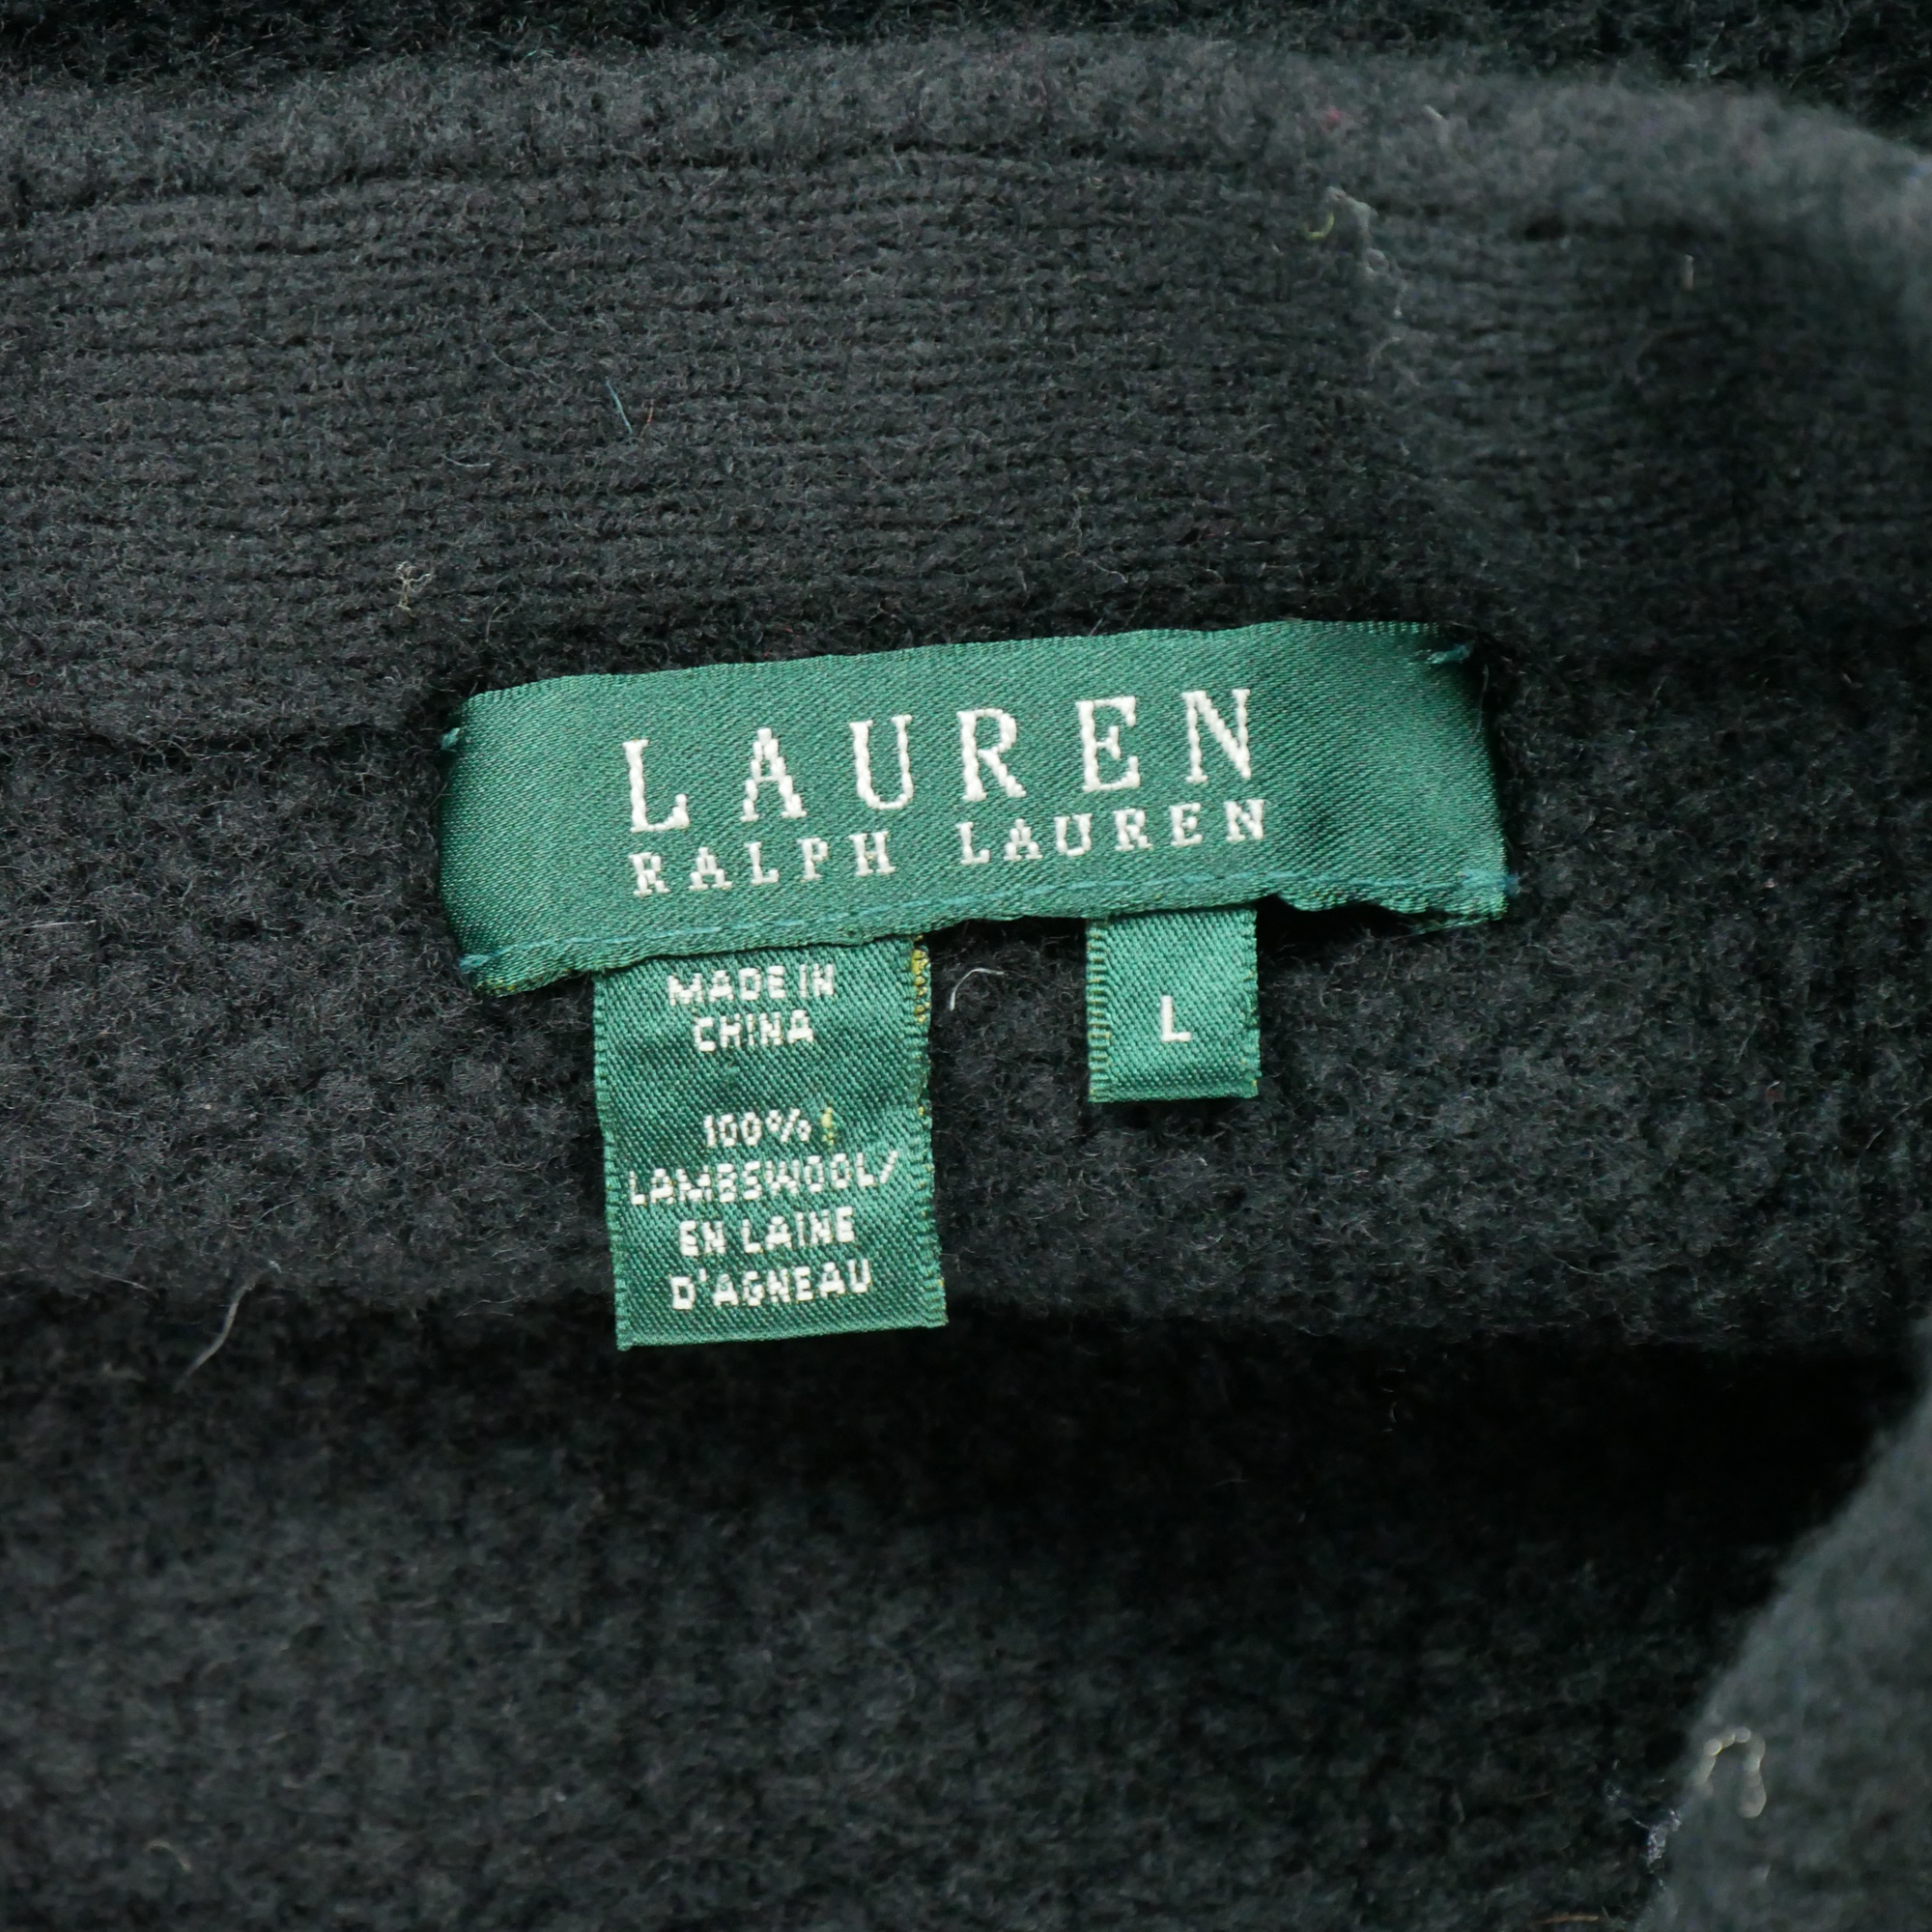 LAUREN
RALPH LAUREN
MADE IN
CHINA
100%
LAMBSWOOL/
EN LAINE
D'AGNEAU
L